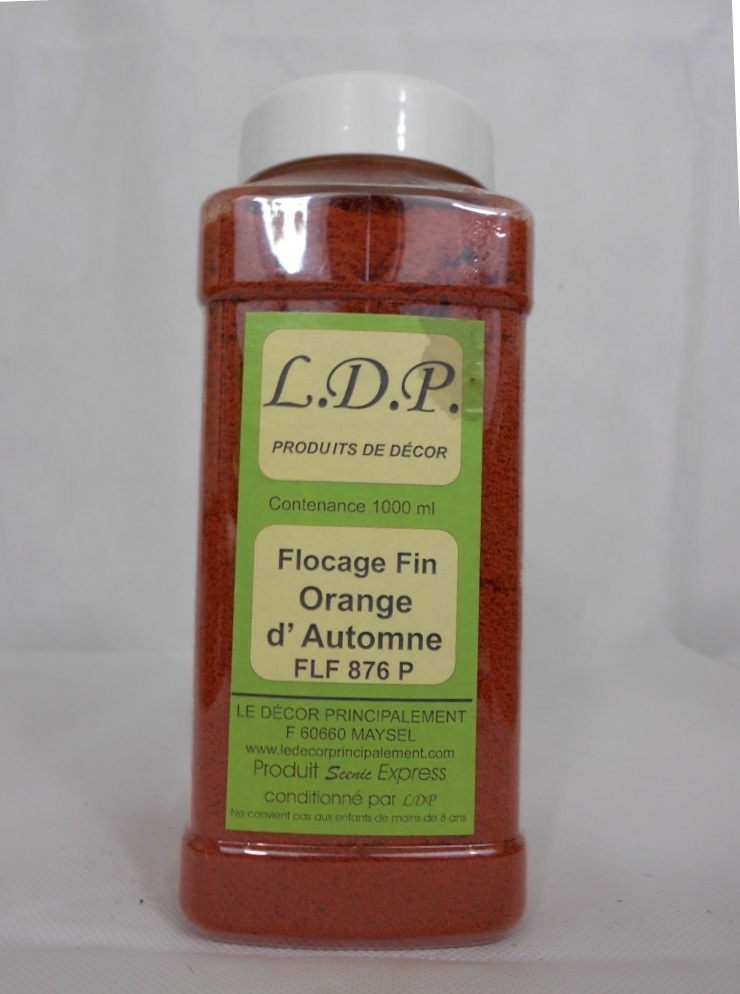 L.D.P.
PRODUITS DE DÉCOR
Contenance 1000 ml
Flocage Fin
Orange
d' Automne
FLF 876 P
LE DÉCOR PRINCIPALEMENT
F 60660 MAYSEL
www.ledecorprincipalement.com
Produit Scenic Express
conditionné par LDP
Ne convient pas aux enfants de moins de 8 ans